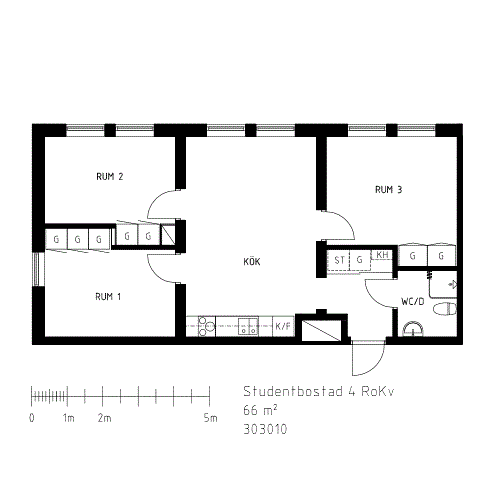 RUM 2
RUM 3
G G G
G G
KÖK
ST G KH
G G
RUM 1
WC/D
K/F
Studentbostad 4 RoKv
66 m²
303010
0 1m 2m 5m